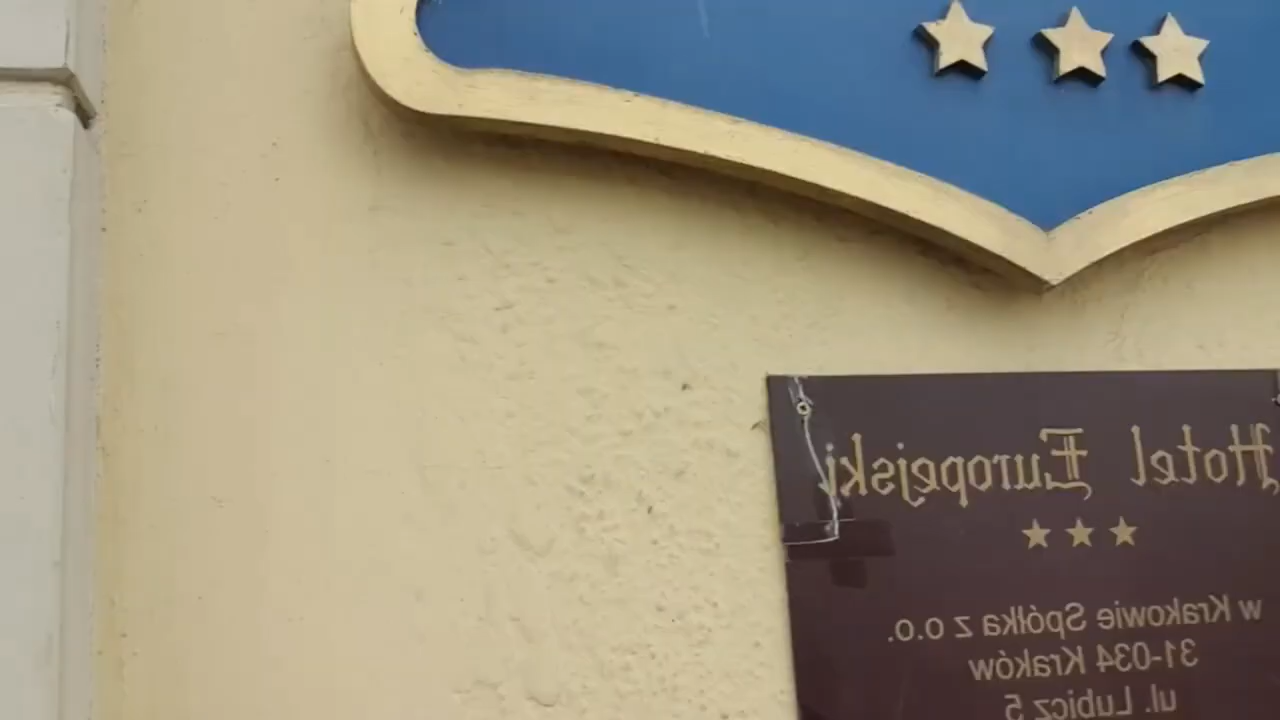 Hotel Europejski
w Krakowie Spółka z o.o.
31-034 Kraków
ul. Lubicz 5